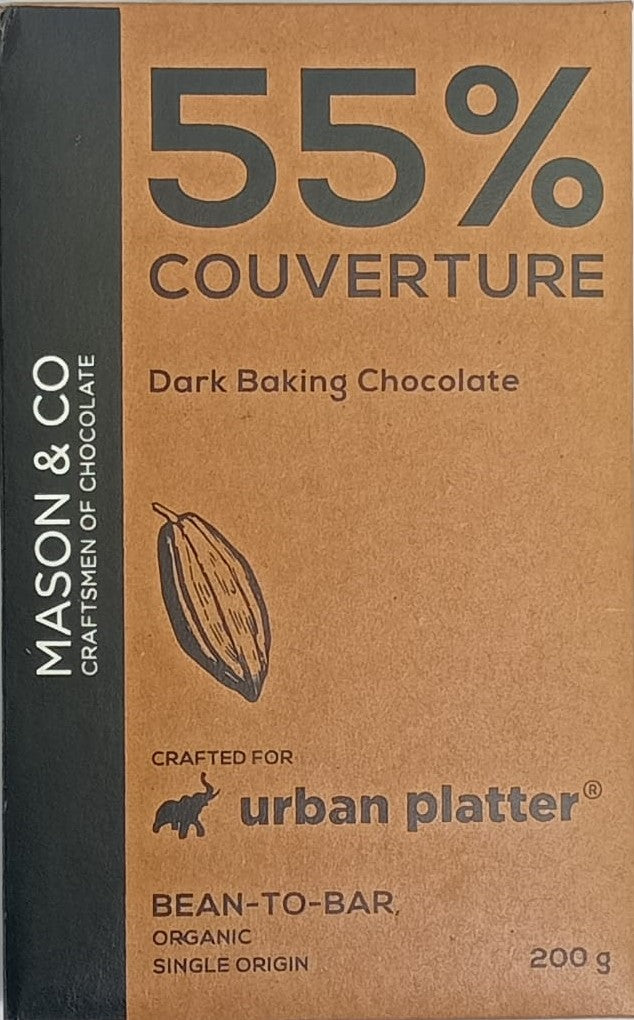 55%
COUVERTURE
Dark Baking Chocolate
MASON & CO
CRAFTSMEN OF CHOCOLATE
CRAFTED FOR
urban platter®
BEAN-TO-BAR,
ORGANIC
SINGLE ORIGIN
200 g